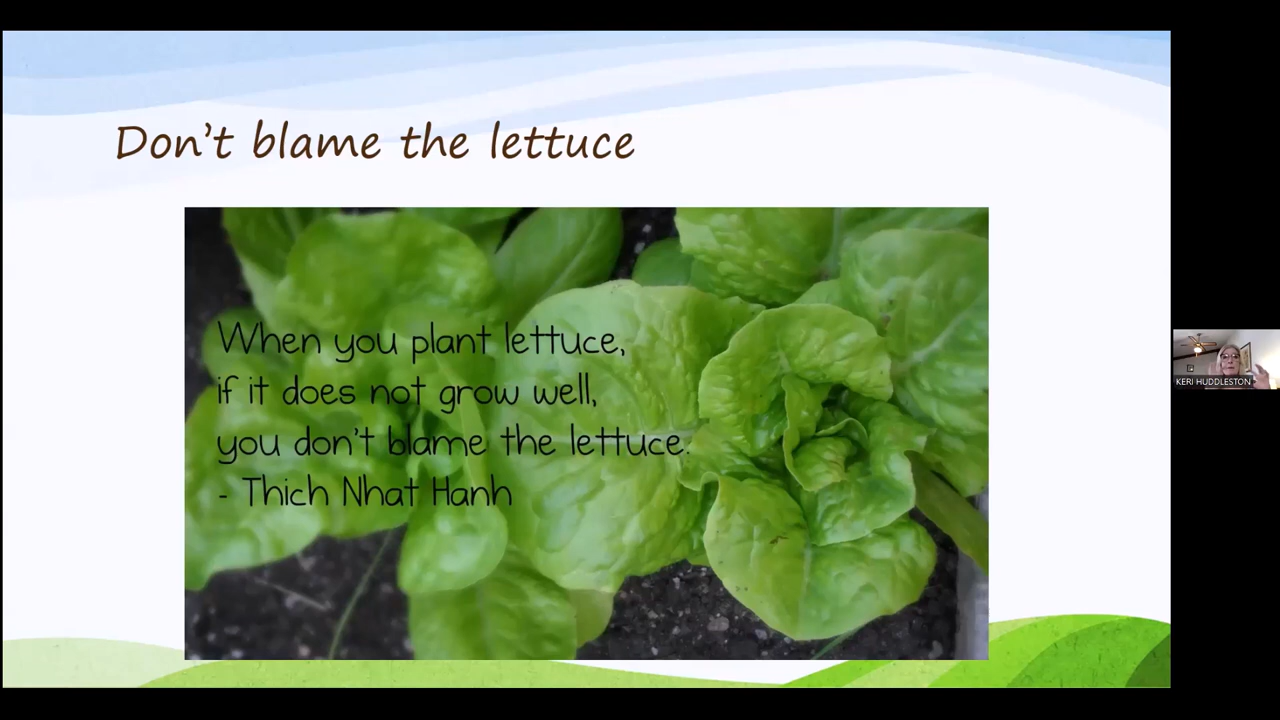 Don't blame the lettuce
When you plant lettuce,
if it does not grow well,
you don't blame the lettuce.
- Thich Nhat Hanh
KERI HUDDLESTON